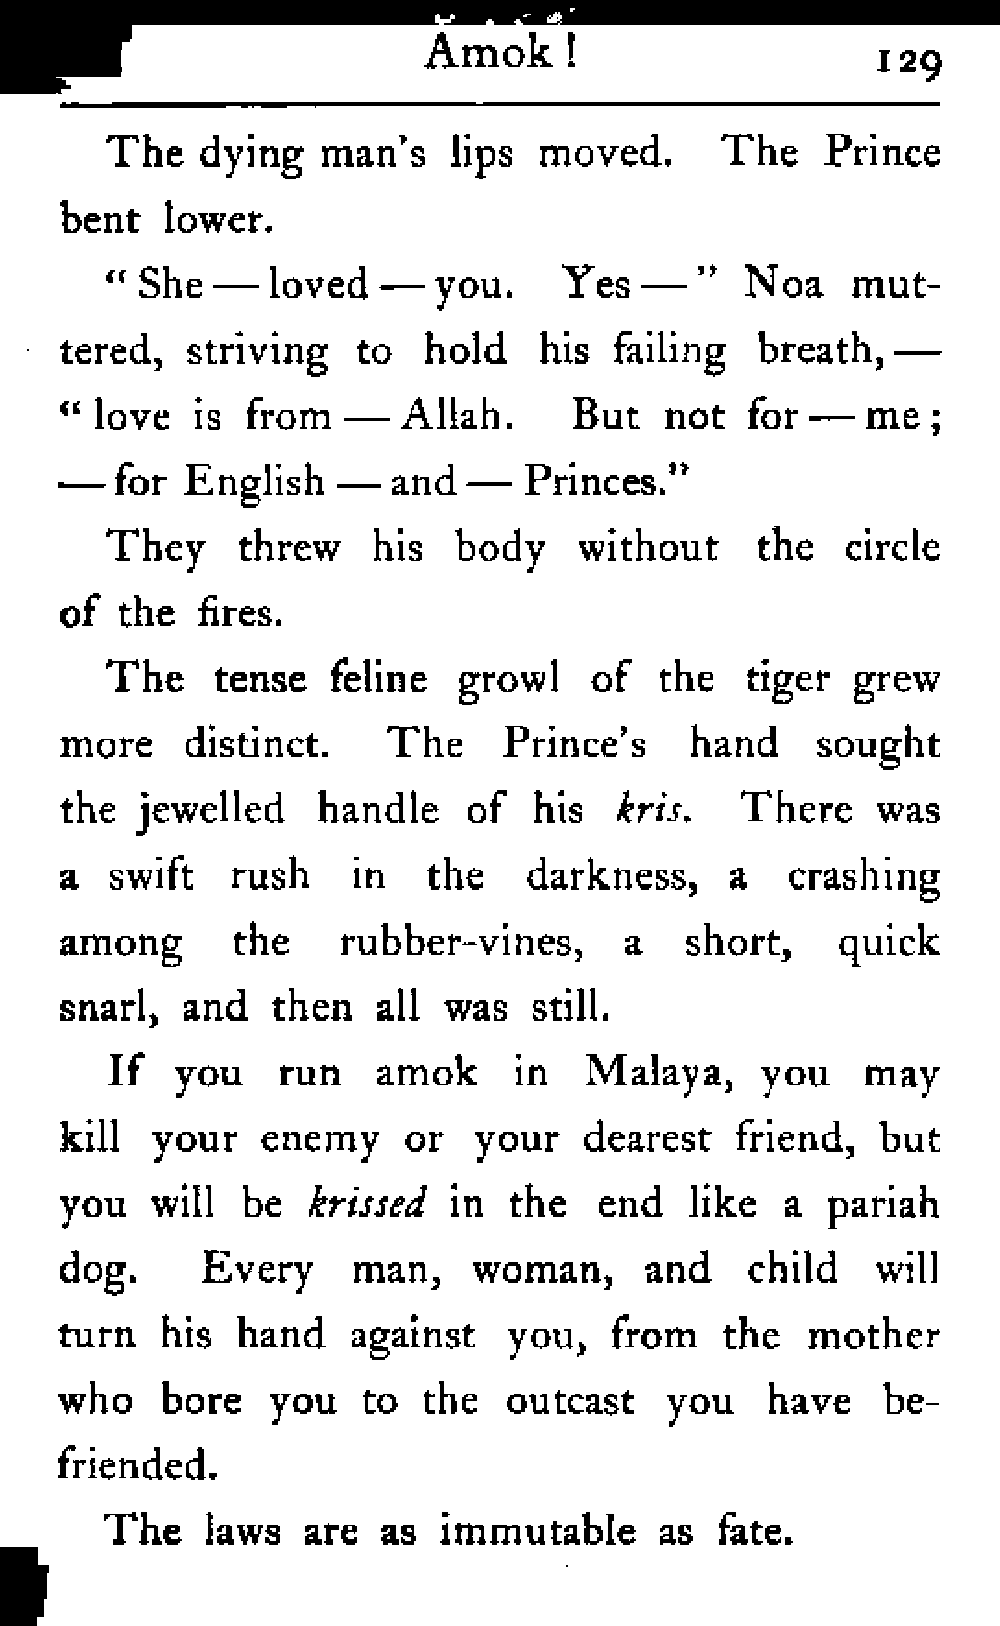 Amok! 129
The dying man's lips moved. The Prince
bent lower.
"She—loved—you. Yes—" Noa mut-
tered, striving to hold his failing breath,—
"love is from—Allah. But not for—me;
—for English—and—Princes."
They threw his body without the circle
of the fires.
The tense feline growl of the tiger grew
more distinct. The Prince's hand sought
the jewelled handle of his kris. There was
a swift rush in the darkness, a crashing
among the rubber-vines, a short, quick
snarl, and then all was still.
If you run amok in Malaya, you may
kill your enemy or your dearest friend, but
you will be krissed in the end like a pariah
dog. Every man, woman, and child will
turn his hand against you, from the mother
who bore you to the outcast you have be-
friended.
The laws are as immutable as fate.